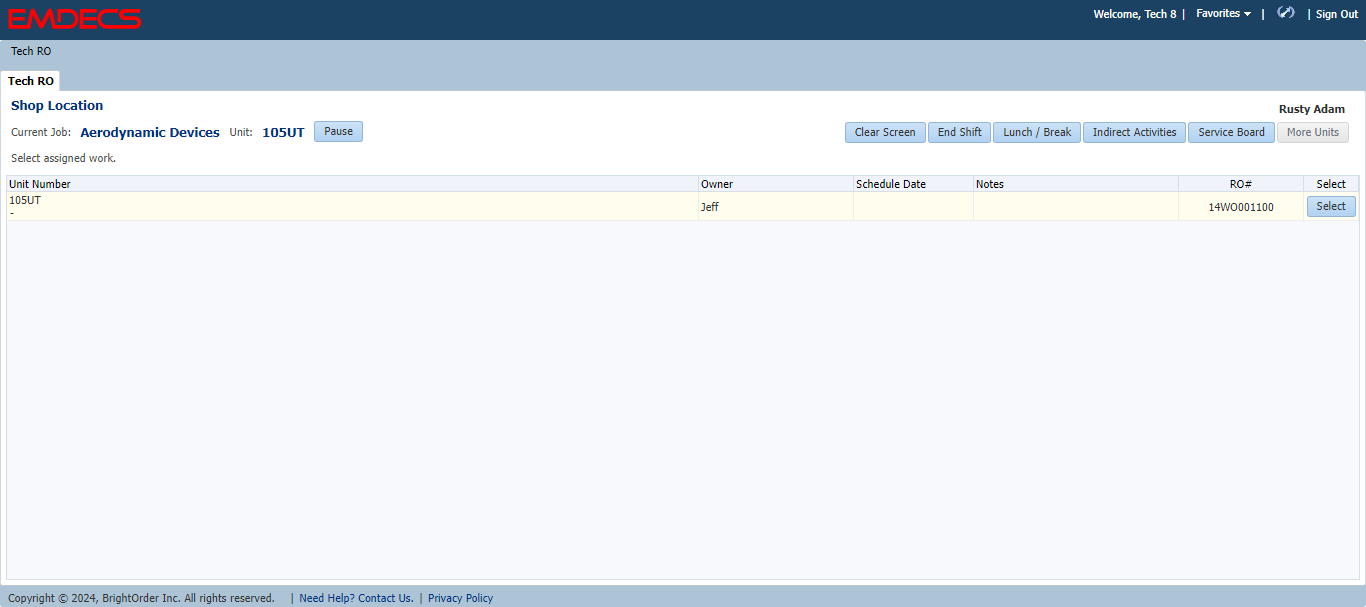 EMDECS
Welcome, Tech 8 | Favorites | | Sign Out
Tech RO
Tech RO
Shop Location
Rusty Adam
Current Job: Aerodynamic Devices Unit: 105UT Pause
Clear Screen End Shift Lunch / Break Indirect Activities Service Board More Units
Select assigned work.
Unit Number Owner Schedule Date Notes RO# Select
105UT
- Jeff 14WO001100 Select
Copyright © 2024, BrightOrder Inc. All rights reserved. | Need Help? Contact Us. | Privacy Policy